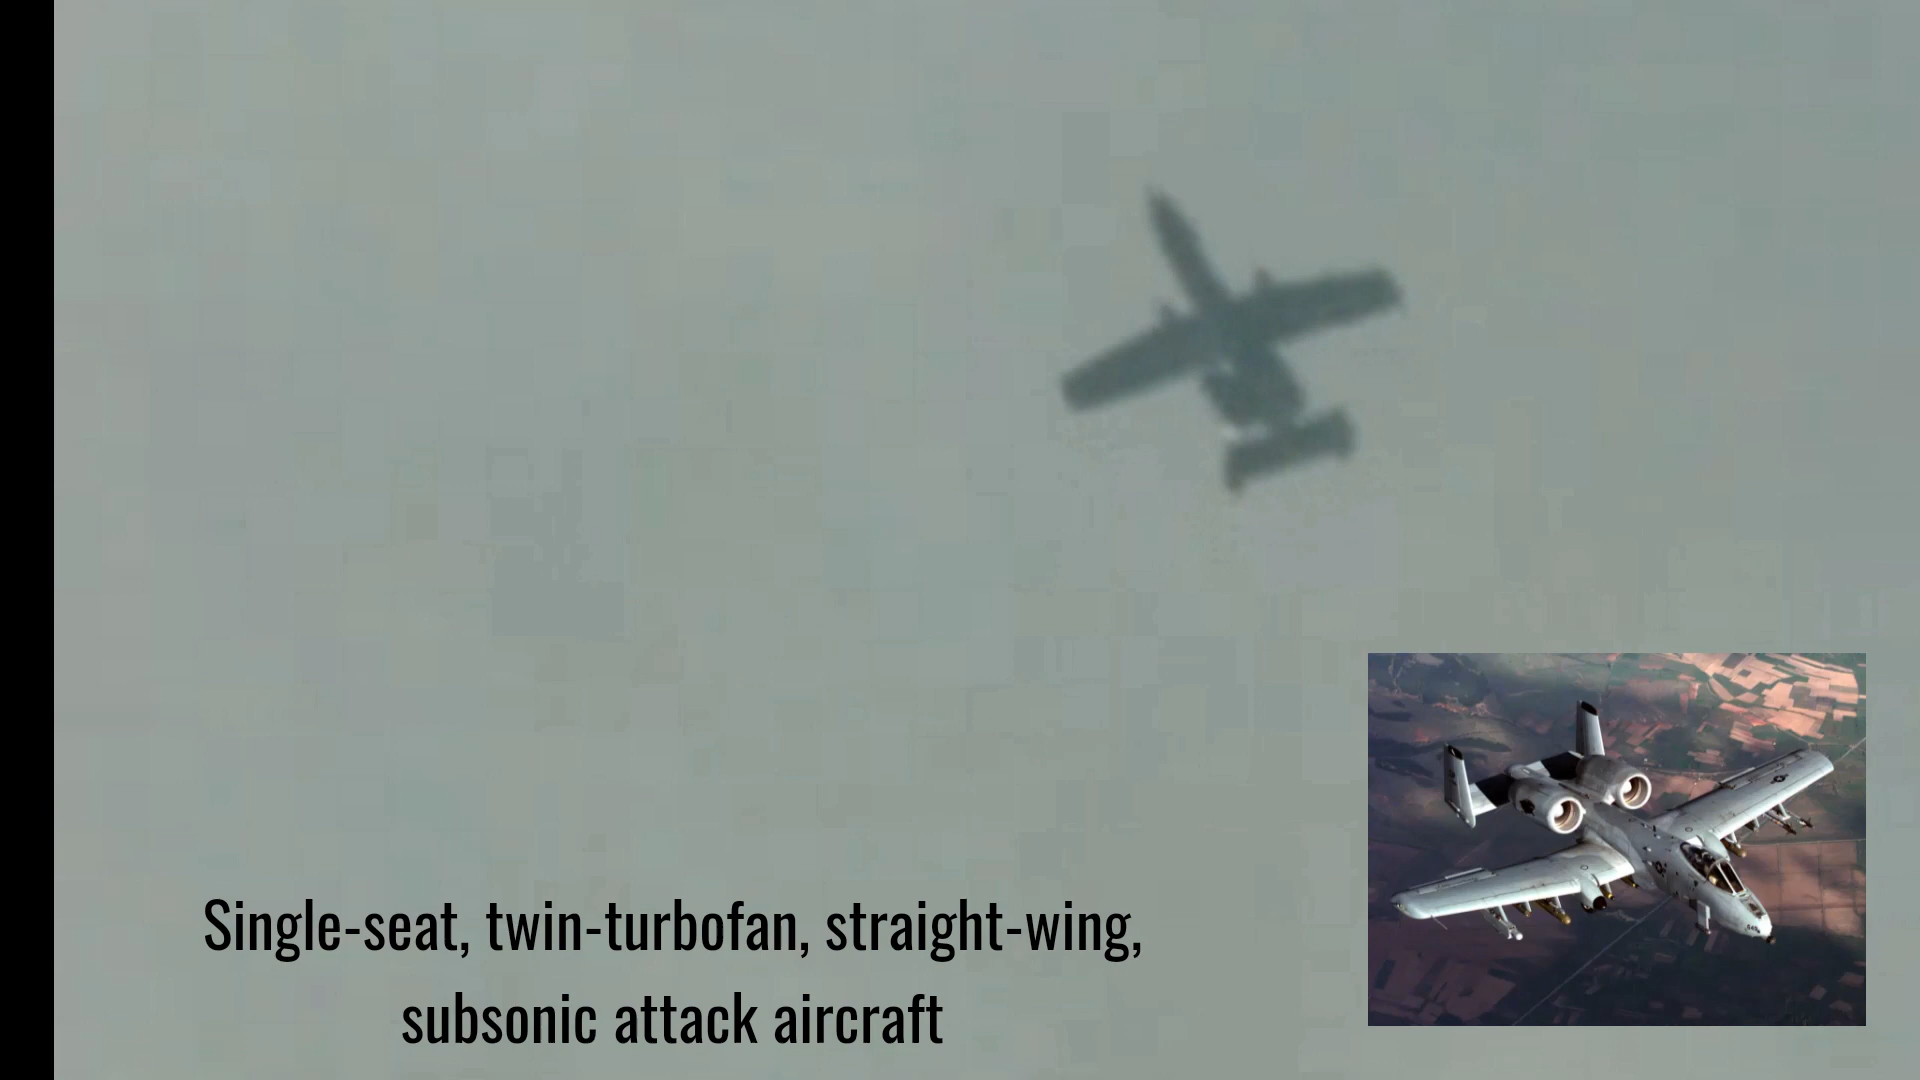 Single-seat, twin-turbofan, straight-wing,
subsonic attack aircraft